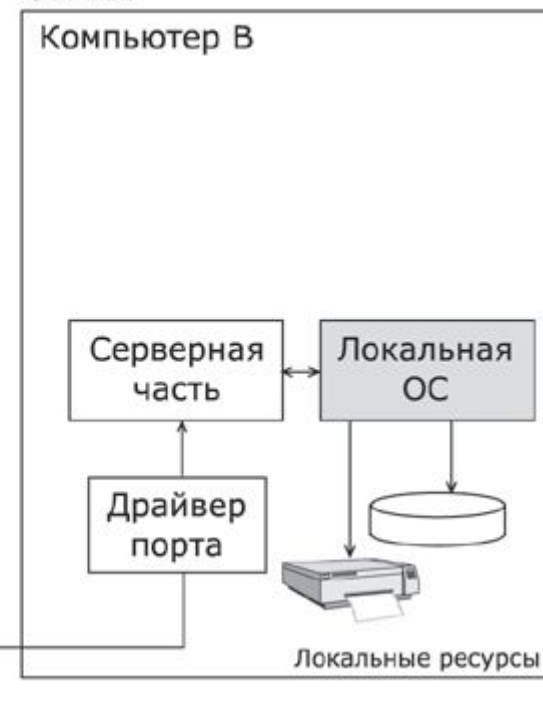 Компьютер В
Серверная
часть
Локальная
ОС
Драйвер
порта
Локальные ресурсы